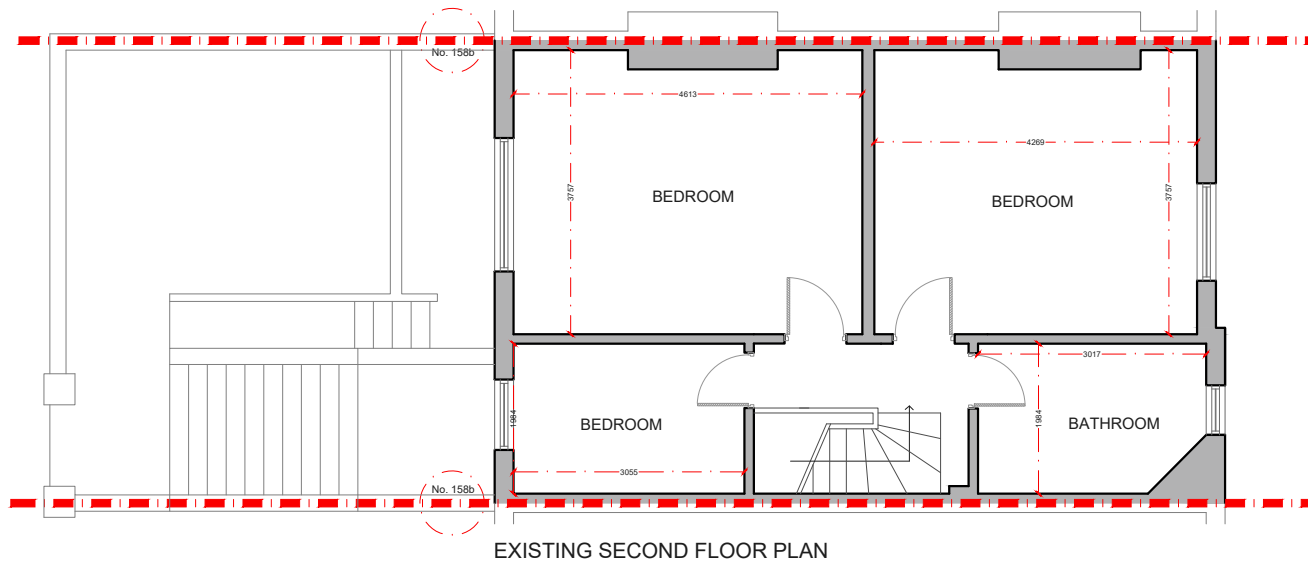 No. 158b
4613
4269
3757
3757
BEDROOM
BEDROOM
3017
1984
1984
BEDROOM
BATHROOM
3055
No. 158b
EXISTING SECOND FLOOR PLAN